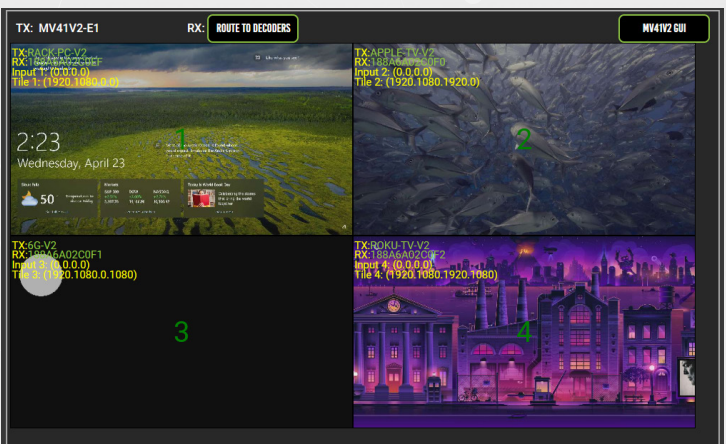 TX: MV41V2-E1
RX:
ROUTE TO DECODERS
MV41V2 GUI
TX:RACK-PC-V2
Input 1: (0.0.0.0)
Tile 1: (1920.1080.0.0)
1
2:23
Wednesday, April 23
50°
TX:APPLE-TV-V2
RX:188A6A02C0F0
Input 2: (0.0.0.0)
Tile 2: (1920.1080.1920.0)
2
TX:6G-V2
RX:188A6A02C0F1
Input 3: (0.0.0.0)
Tile 3: (1920.1080.0.1080)
3
TX:ROKU-TV-V2
RX:188A6A02C0F2
Input 4: (0.0.0.0)
Tile 4: (1920.1080.1920.1080)
4